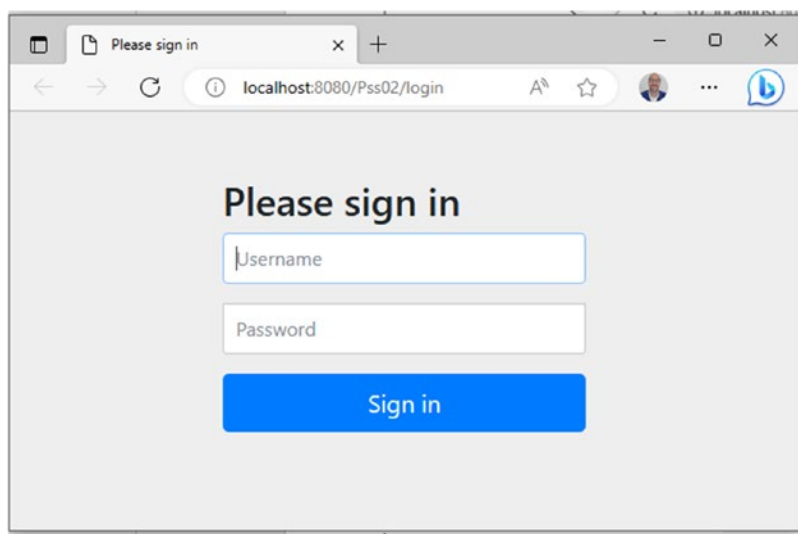 Please sign in
localhost:8080/Pss02/login
Please sign in
Username
Password
Sign in